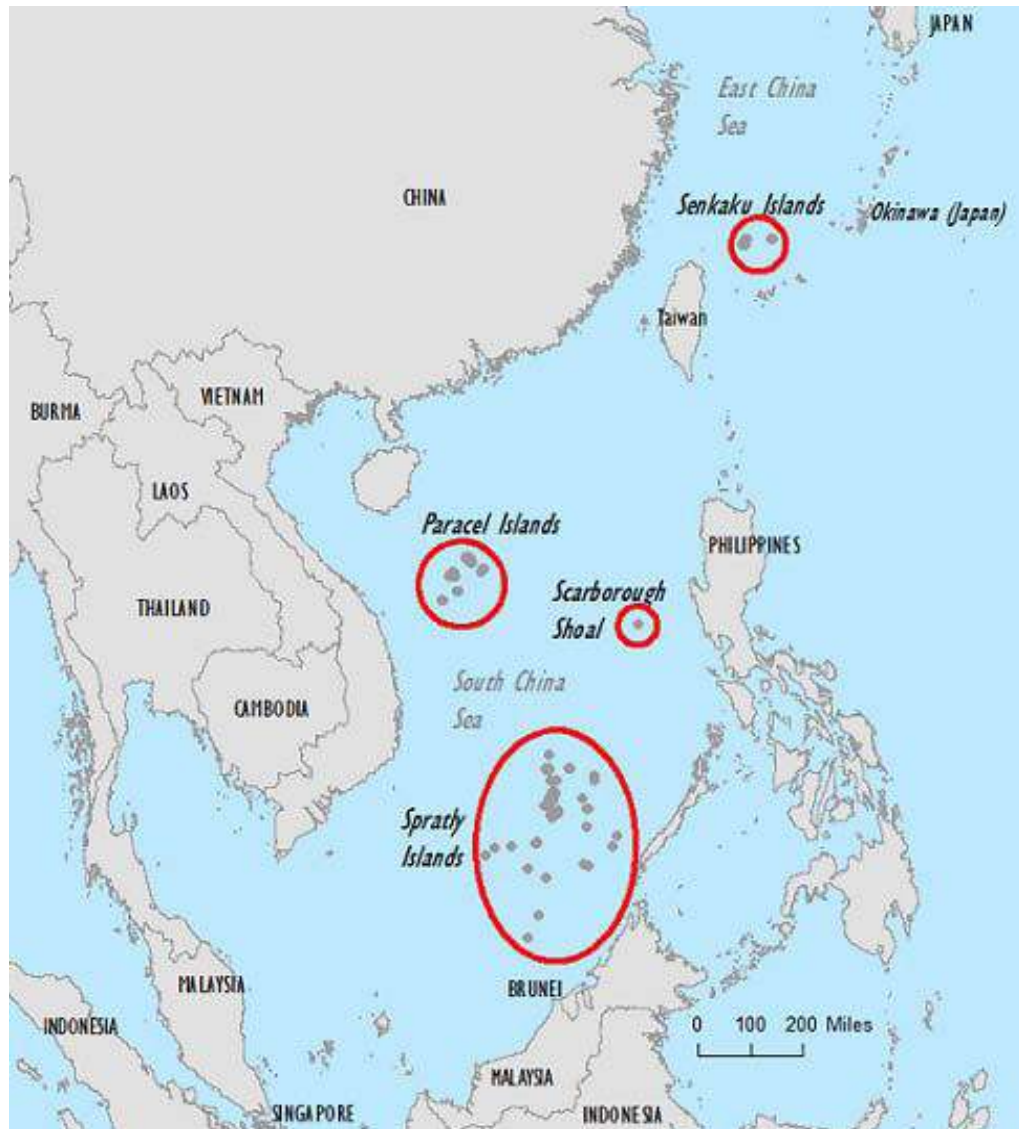 JAPAN
East China
Sea
CHINA
Senkaku Islands
Okinawa (Japan)
Taiwan
VIETNAM
BURMA
LAOS
Paracel Islands
PHILIPPINES
Scarborough
Shoal
THAILAND
South China
Sea
CAMBODIA
Spratly
Islands
MALAYSIA
BRUNEI
INDONESIA
0 100 200 Miles
MALAYSIA
SINGAPORE
INDONESIA